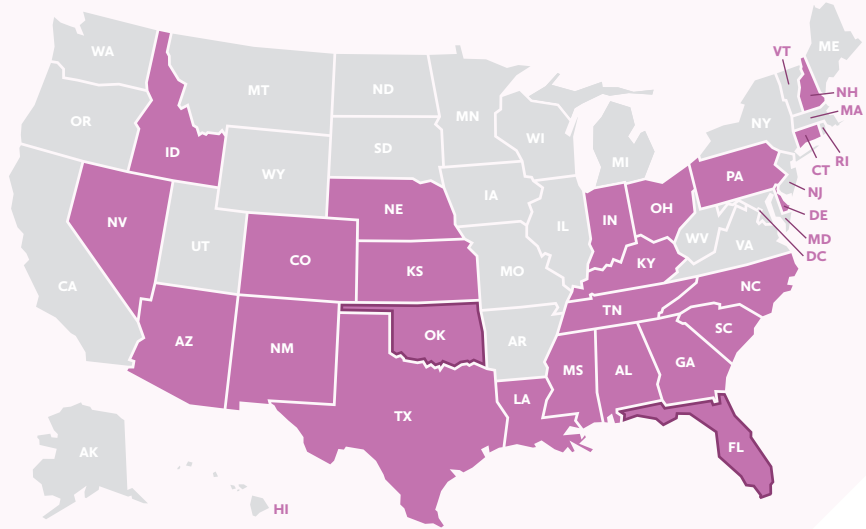 WA
MT
ND
MN
ME
VT
NH
MA
OR
ID
SD
WI
MI
NY
RI
CT
WY
NE
IA
PA
NJ
NV
UT
CO
KS
IL
IN
OH
WV
VA
DE
MD
DC
CA
MO
KY
NC
AZ
NM
OK
AR
TN
SC
TX
LA
MS
AL
GA
FL
AK
HI